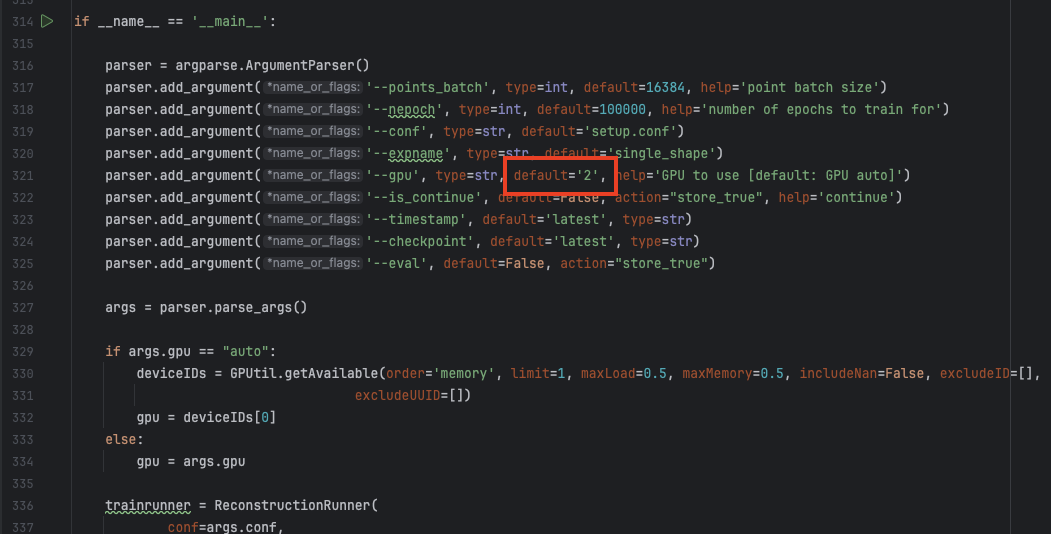 314 if __name__ == '__main__':
315
316 parser = argparse.ArgumentParser()
317 parser.add_argument( *name_or_flags: '--points_batch', type=int, default=16384, help='point batch size')
318 parser.add_argument( *name_or_flags: '--nepoch', type=int, default=100000, help='number of epochs to train for')
319 parser.add_argument( *name_or_flags: '--conf', type=str, default='setup.conf')
320 parser.add_argument( *name_or_flags: '--expname', type=str, default='single_shape')
321 parser.add_argument( *name_or_flags: '--gpu', type=str, default='2', help='GPU to use [default: GPU auto]')
322 parser.add_argument( *name_or_flags: '--is_continue', default=False, action="store_true", help='continue')
323 parser.add_argument( *name_or_flags: '--timestamp', default='latest', type=str)
324 parser.add_argument( *name_or_flags: '--checkpoint', default='latest', type=str)
325 parser.add_argument( *name_or_flags: '--eval', default=False, action="store_true")
326
327 args = parser.parse_args()
328
329 if args.gpu == "auto":
330 deviceIDs = GPUtil.getAvailable(order='memory', limit=1, maxLoad=0.5, maxMemory=0.5, includeNan=False, excludeID=[],
331 excludeUUID=[])
332 gpu = deviceIDs[0]
333 else:
334 gpu = args.gpu
335
336 trainrunner = ReconstructionRunner(
337 conf=args.conf,